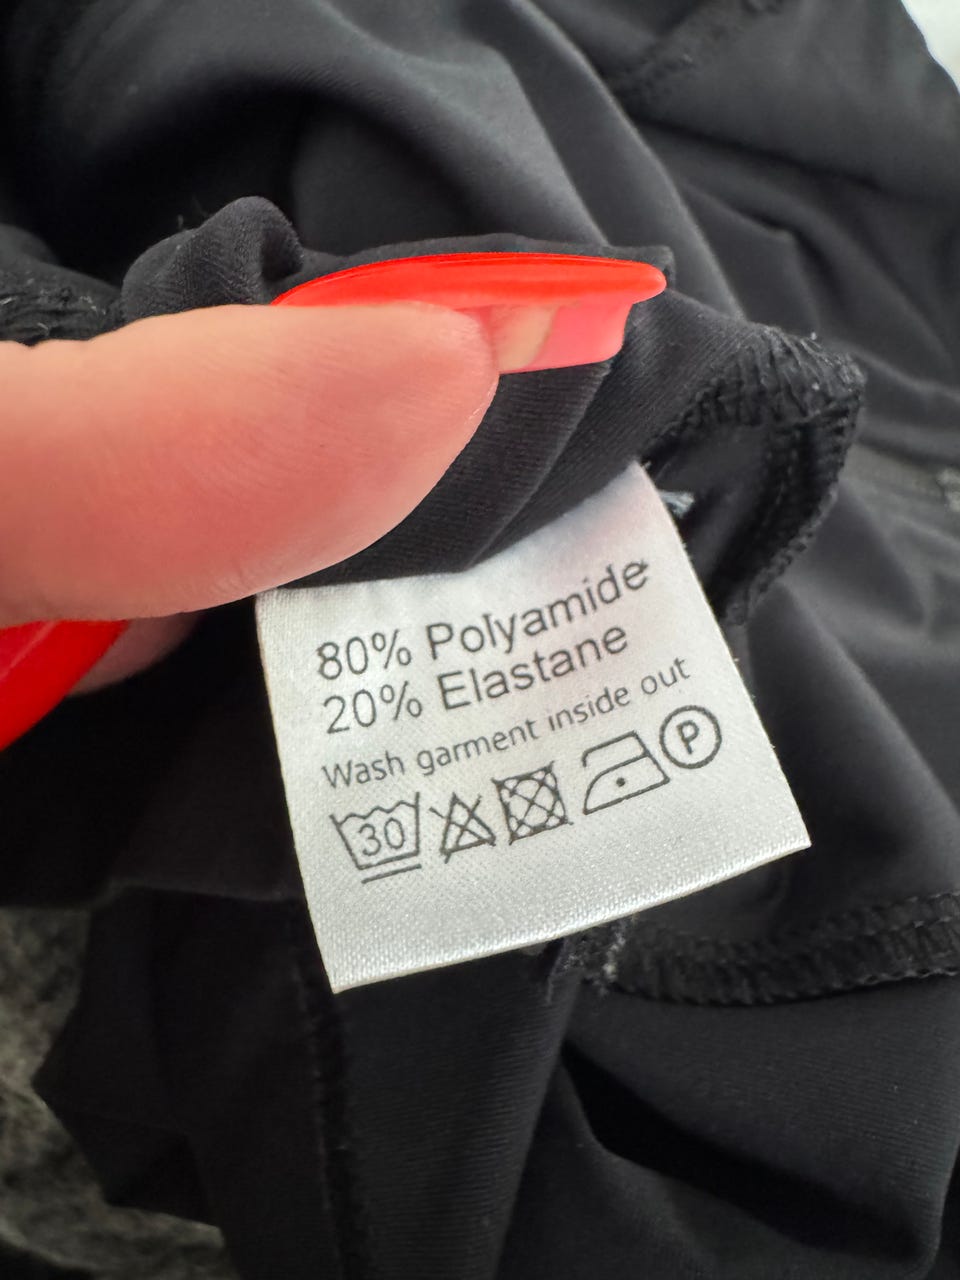 80% Polyamide
20% Elastane
Wash garment inside out
30 P